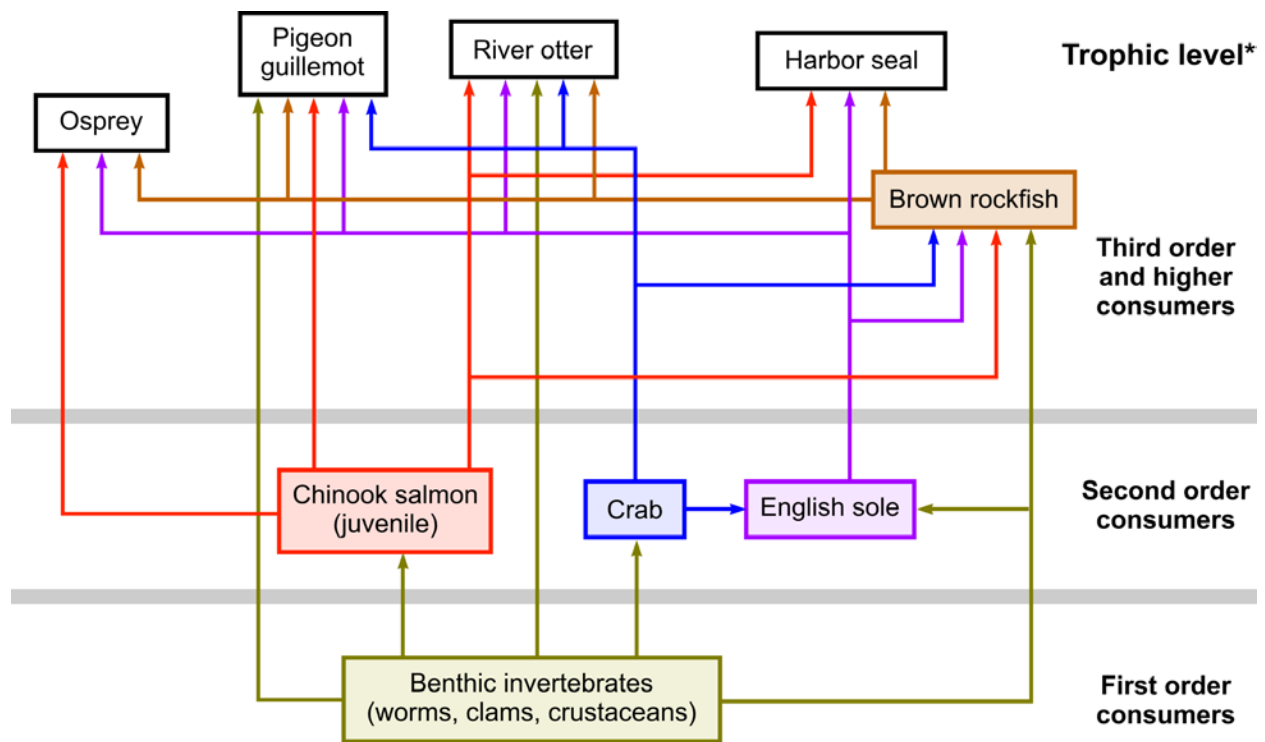 Pigeon
guillemot
River otter
Harbor seal
Trophic level*
Osprey
Brown rockfish
Third order
and higher
consumers
Chinook salmon
(juvenile)
Crab
English sole
Second order
consumers
Benthic invertebrates
(worms, clams, crustaceans)
First order
consumers